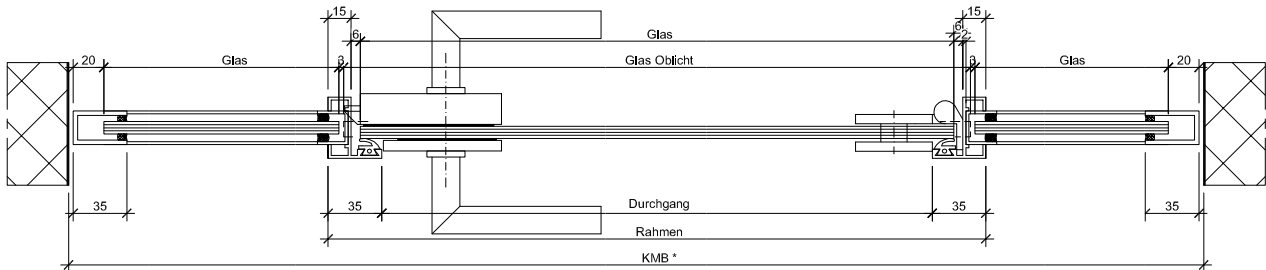 15 15
6 Glas 6 2
20 Glas 3 Glas Oblicht 3 Glas 20
35 35 Durchgang 35 35
Rahmen
KMB *